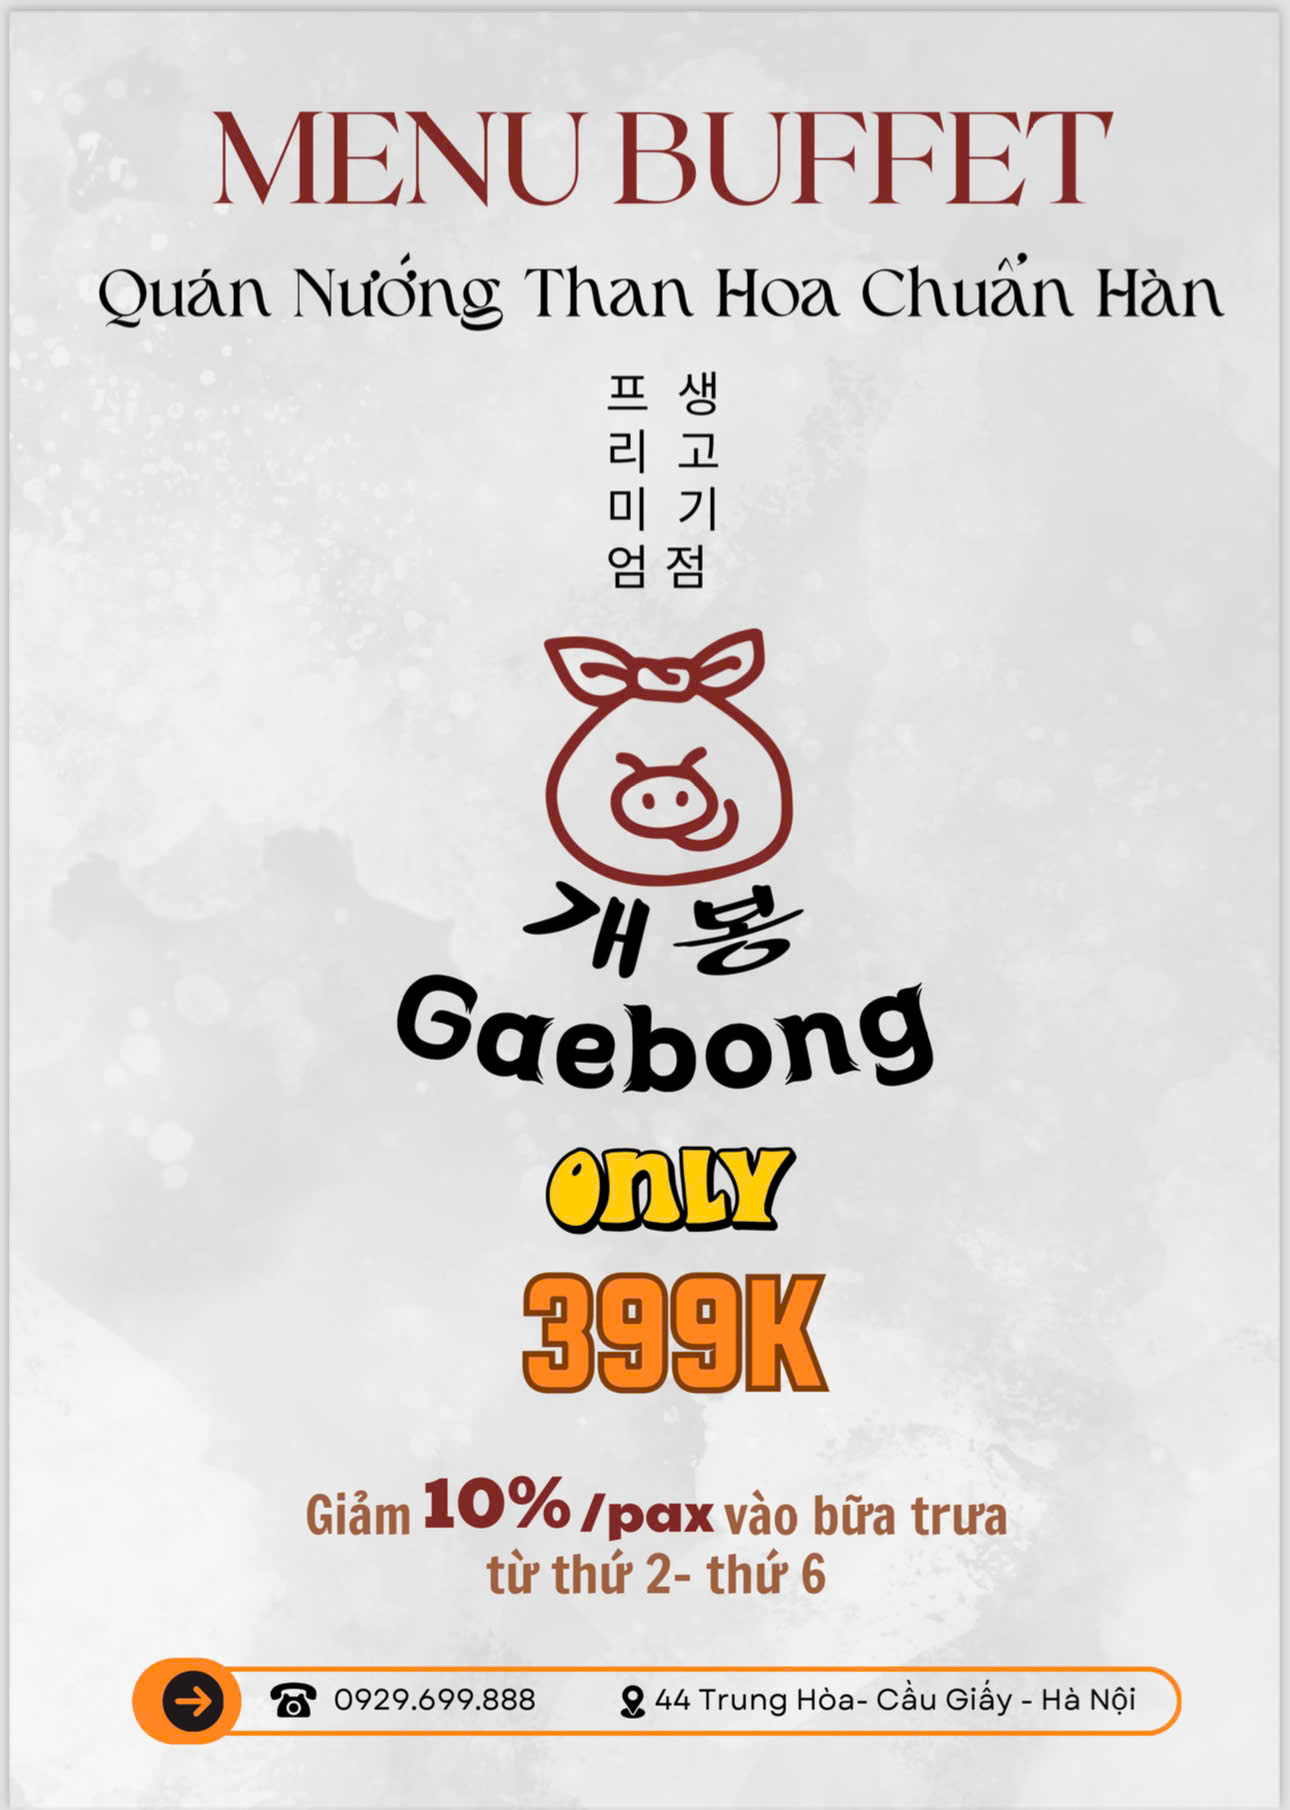 MENU BUFFET
Quán Nướng Than Hoa Chuẩn Hàn
프리미엄
생고기점
개봉
Gaebong
ONLY
399K
Giảm 10%/pax vào bữa trưa
từ thứ 2- thứ 6
0929.699.888
44 Trung Hòa- Cầu Giấy - Hà Nội